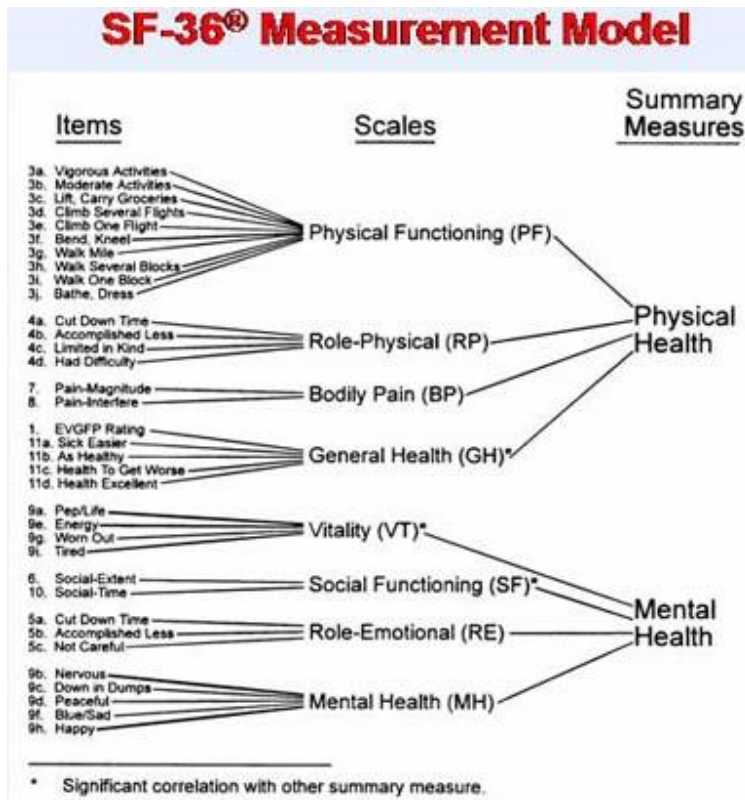 SF-36® Measurement Model
Items
Scales
Summary
Measures
3a. Vigorous Activities
3b. Moderate Activities
3c. Lift, Carry Groceries
3d. Climb Several Flights
3e. Climb One Flight
3f. Bend, Kneel
3g. Walk Mile
3h. Walk Several Blocks
3i. Walk One Block
3j. Bathe, Dress
Physical Functioning (PF)
4a. Cut Down Time
4b. Accomplished Less
4c. Limited in Kind
4d. Had Difficulty
Role-Physical (RP)
7. Pain-Magnitude
8. Pain-Interfere
Bodily Pain (BP)
1. EVGFP Rating
11a. Sick Easier
11b. As Healthy
11c. Health To Get Worse
11d. Health Excellent
General Health (GH)*
Physical
Health
9a. Pep/Life
9e. Energy
9g. Worn Out
9i. Tired
Vitality (VT)*
6. Social-Extent
10. Social-Time
Social Functioning (SF)*
5a. Cut Down Time
5b. Accomplished Less
5c. Not Careful
Role-Emotional (RE)
9b. Nervous
9c. Down in Dumps
9d. Peaceful
9f. Blue/Sad
9h. Happy
Mental Health (MH)
Mental
Health
* Significant correlation with other summary measure.